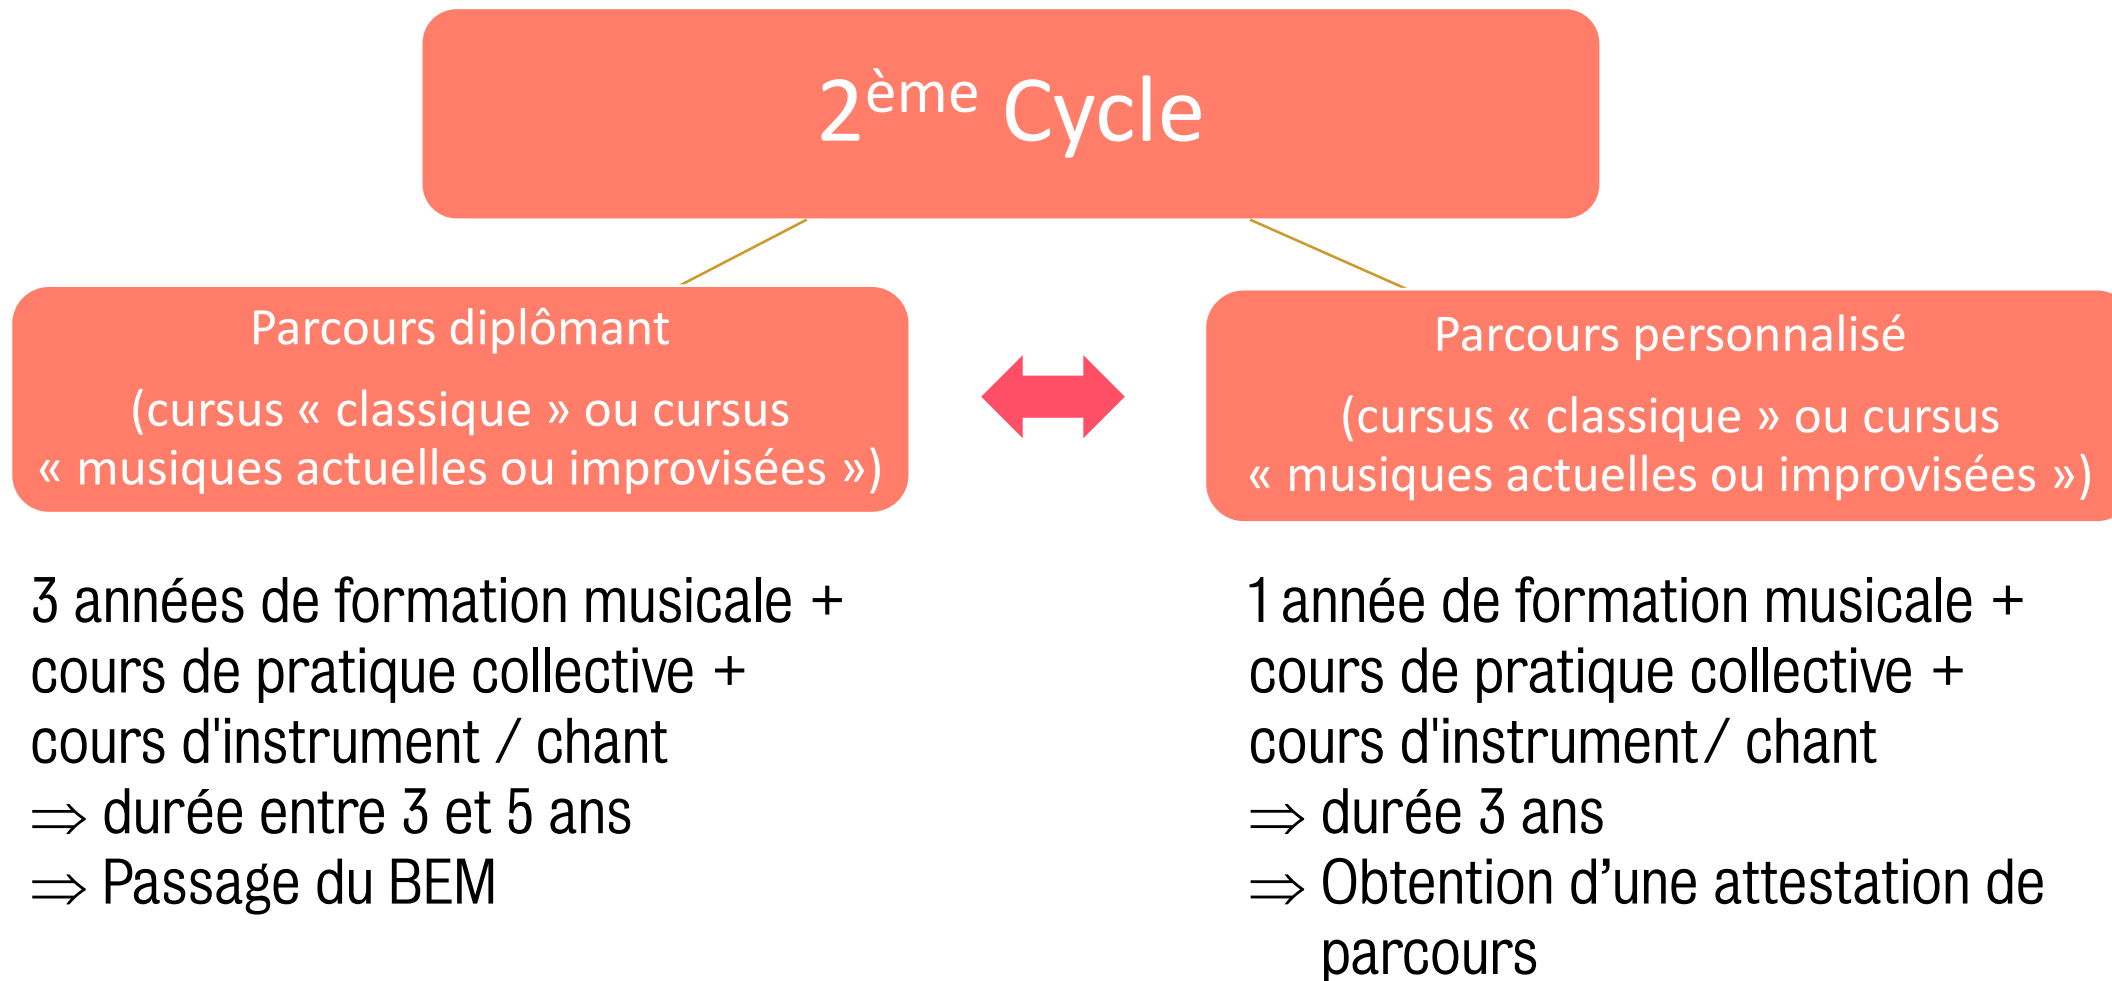 2ème Cycle
Parcours diplômant
(cursus « classique » ou cursus
« musiques actuelles ou improvisées »)
Parcours personnalisé
(cursus « classique » ou cursus
« musiques actuelles ou improvisées »)
3 années de formation musicale +
cours de pratique collective +
cours d'instrument / chant
⇒ durée entre 3 et 5 ans
⇒ Passage du BEM
1 année de formation musicale +
cours de pratique collective +
cours d'instrument / chant
⇒ durée 3 ans
⇒ Obtention d’une attestation de
parcours